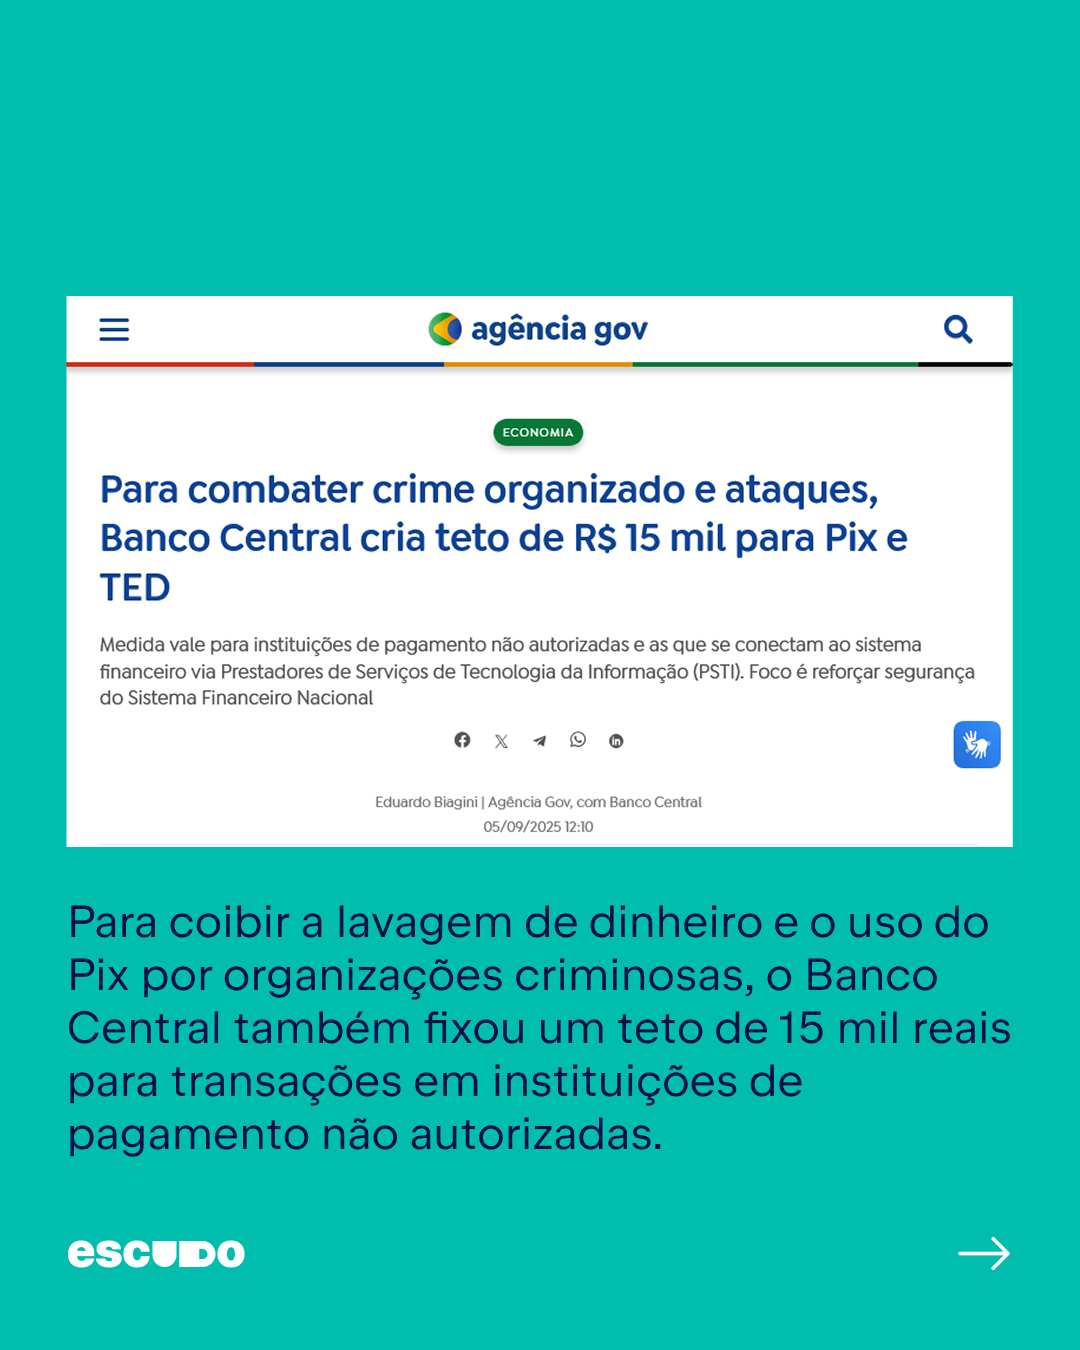 agência gov
ECONOMIA
Para combater crime organizado e ataques,
Banco Central cria teto de R$ 15 mil para Pix e
TED
Medida vale para instituições de pagamento não autorizadas e as que se conectam ao sistema
financeiro via Prestadores de Serviços de Tecnologia da Informação (PSTI). Foco é reforçar segurança
do Sistema Financeiro Nacional
Eduardo Biagini | Agência Gov, com Banco Central
05/09/2025 12:10
Para coibir a lavagem de dinheiro e o uso do
Pix por organizações criminosas, o Banco
Central também fixou um teto de 15 mil reais
para transações em instituições de
pagamento não autorizadas.
escudo